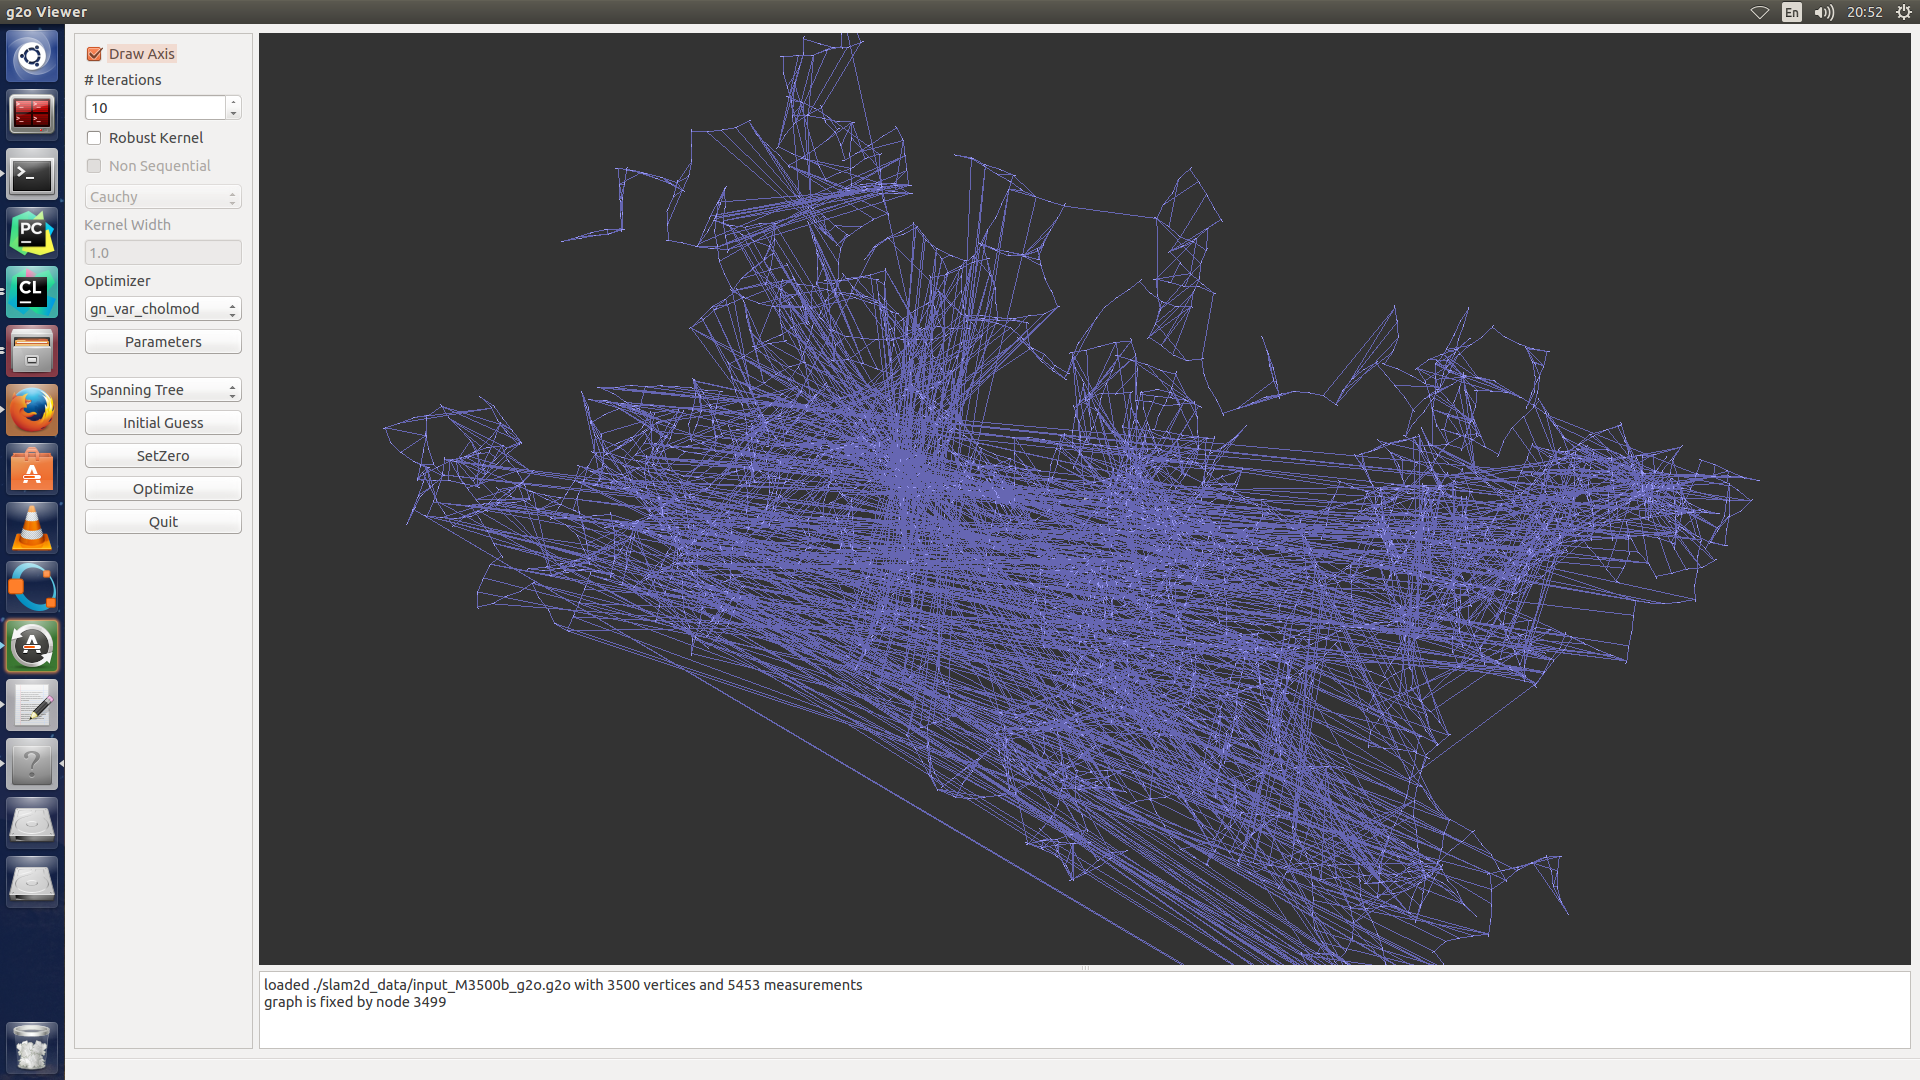 g2o Viewer
En
20:52
Draw Axis
# Iterations
10
Robust Kernel
Non Sequential
Cauchy
Kernel Width
1.0
Optimizer
gn_var_cholmod
Parameters
Spanning Tree
Initial Guess
SetZero
Optimize
Quit
PC
CL
loaded ./slam2d_data/input_M3500b_g2o.g2o with 3500 vertices and 5453 measurements
graph is fixed by node 3499